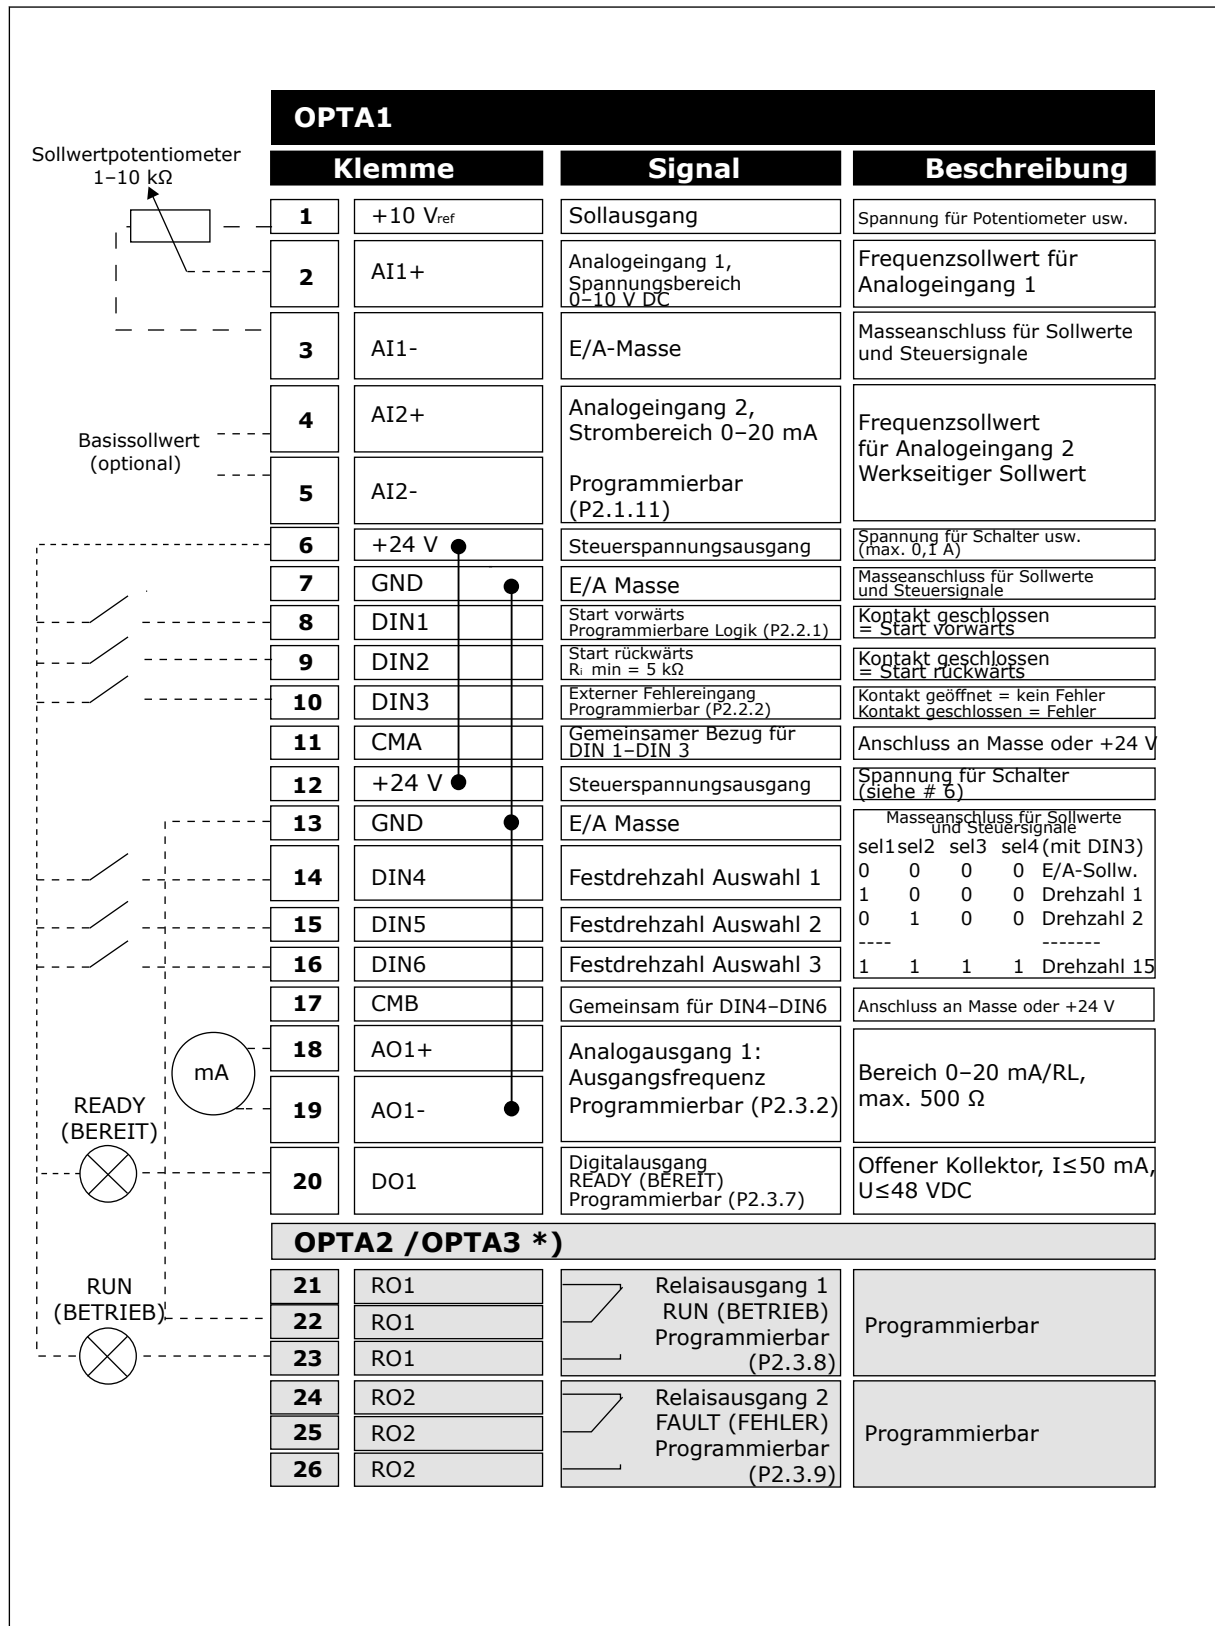 OPTA1
Sollwertpotentiometer
1–10 kΩ
Klemme Signal Beschreibung
1 +10 Vref Sollausgang Spannung für Potentiometer usw.
2 AI1+ Analogeingang 1,
Spannungsbereich
0–10 V DC
Frequenzsollwert für
Analogeingang 1
3 AI1- E/A-Masse Masseanschluss für Sollwerte
und Steuersignale
Basissollwert
(optional)
4 AI2+ Analogeingang 2,
Strombereich 0–20 mA
5 AI2- Programmierbar
(P2.1.11)
Frequenzsollwert
für Analogeingang 2
Werkseitiger Sollwert
6 +24 V Steuerspannungsausgang Spannung für Schalter usw.
(max. 0,1 A)
7 GND E/A Masse Masseanschluss für Sollwerte
und Steuersignale
8 DIN1 Start vorwärts
Programmierbare Logik (P2.2.1)
Kontakt geschlossen
= Start vorwärts
9 DIN2 Start rückwärts
Ri min = 5 kΩ
Kontakt geschlossen
= Start rückwärts
10 DIN3 Externer Fehlereingang
Programmierbar (P2.2.2)
Kontakt geöffnet = kein Fehler
Kontakt geschlossen = Fehler
11 CMA Gemeinsamer Bezug für
DIN 1–DIN 3
Anschluss an Masse oder +24 V
12 +24 V Steuerspannungsausgang Spannung für Schalter
(siehe # 6)
13 GND E/A Masse Masseanschluss für Sollwerte
und Steuersignale
14 DIN4 Festdrehzahl Auswahl 1
15 DIN5 Festdrehzahl Auswahl 2
16 DIN6 Festdrehzahl Auswahl 3
sel1 sel2 sel3 sel4 (mit DIN3)
0 0 0 0 E/A-Sollw.
1 0 0 0 Drehzahl 1
0 1 0 0 Drehzahl 2
---- -------
1 1 1 1 Drehzahl 15
17 CMB Gemeinsam für DIN4–DIN6 Anschluss an Masse oder +24 V
mA
18 AO1+ Analogausgang 1:
Ausgangsfrequenz
19 AO1- Programmierbar (P2.3.2)
Bereich 0–20 mA/RL,
max. 500 Ω
READY
(BEREIT)
20 DO1 Digitalausgang
READY (BEREIT)
Programmierbar (P2.3.7)
Offener Kollektor, I≤50 mA,
U≤48 VDC
OPTA2 /OPTA3 *)
RUN
(BETRIEB)
21 RO1
22 RO1
23 RO1
Relaisausgang 1
RUN (BETRIEB)
Programmierbar
(P2.3.8)
Programmierbar
24 RO2
25 RO2
26 RO2
Relaisausgang 2
FAULT (FEHLER)
Programmierbar
(P2.3.9)
Programmierbar